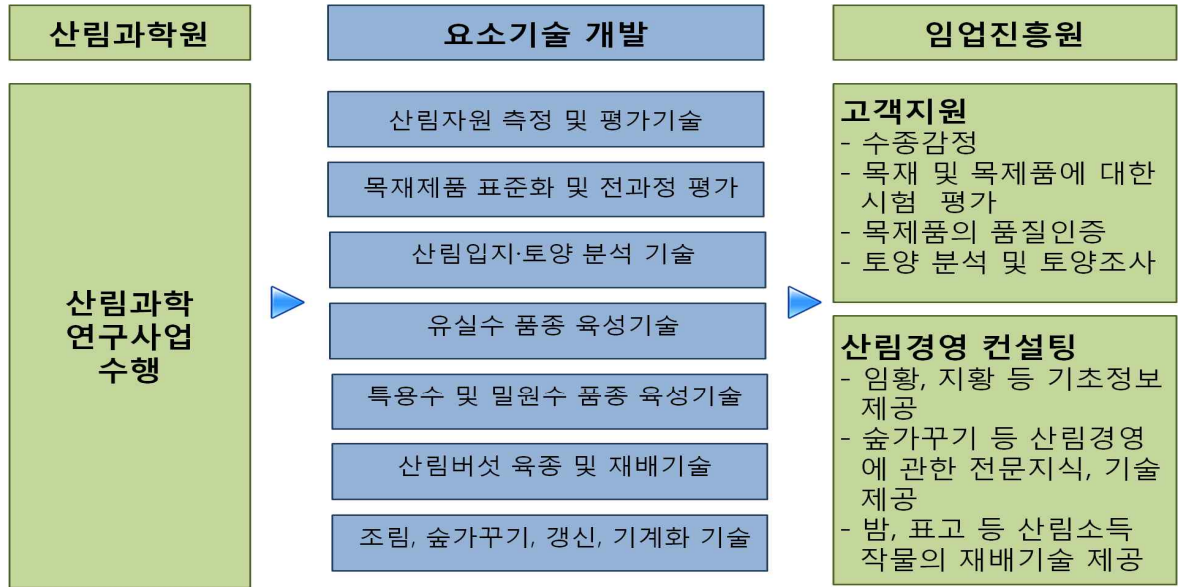 산림과학원
요소기술 개발
임업진흥원
산림과학
연구사업
수행
산림자원 측정 및 평가기술
목재제품 표준화 및 전과정 평가
산림입지·토양 분석 기술
유실수 품종 육성기술
특용수 및 밀원수 품종 육성기술
산림버섯 육종 및 재배기술
조림, 숲가꾸기, 갱신, 기계화 기술
고객지원
- 수종감정
- 목재 및 목제품에 대한
시험 평가
- 목제품의 품질인증
- 토양 분석 및 토양조사
산림경영 컨설팅
- 임황, 지황 등 기초정보
제공
- 숲가꾸기 등 산림경영
에 관한 전문지식, 기술
제공
- 밤, 표고 등 산림소득
작물의 재배기술 제공